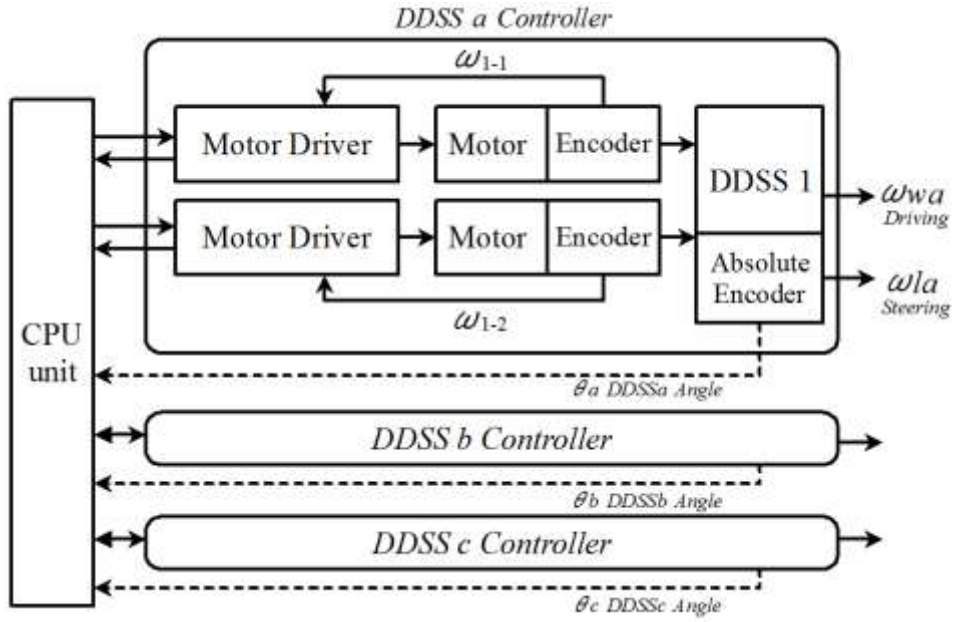 DDSS a Controller
ω1-1
Motor Driver
Motor
Encoder
DDSS 1
ωwa
Driving
Motor Driver
Motor
Encoder
Absolute
Encoder
ωla
Steering
ω1-2
CPU
unit
θa DDSSa Angle
DDSS b Controller
θb DDSSb Angle
DDSS c Controller
θc DDSSc Angle